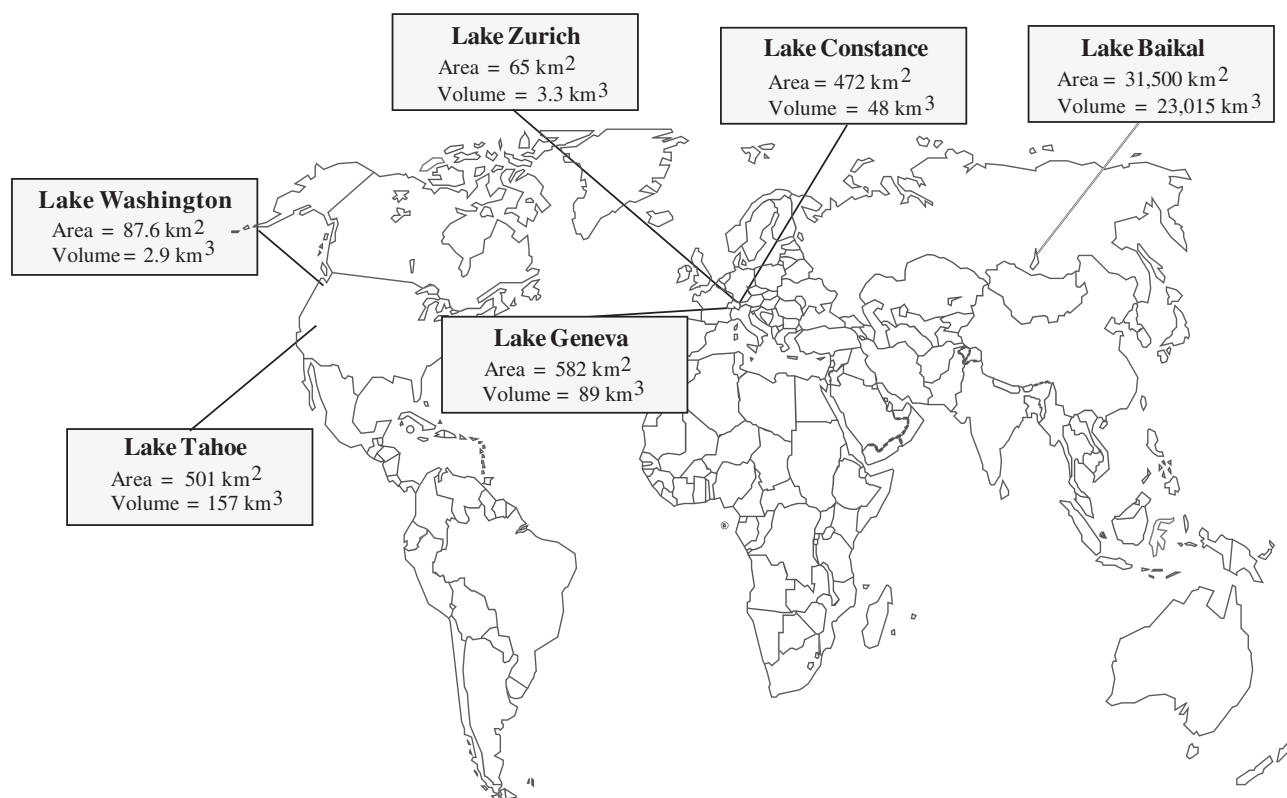 Lake Zurich
Area = 65 km²
Volume = 3.3 km³
Lake Constance
Area = 472 km²
Volume = 48 km³
Lake Baikal
Area = 31,500 km²
Volume = 23,015 km³
Lake Washington
Area = 87.6 km²
Volume = 2.9 km³
Lake Geneva
Area = 582 km²
Volume = 89 km³
Lake Tahoe
Area = 501 km²
Volume = 157 km³